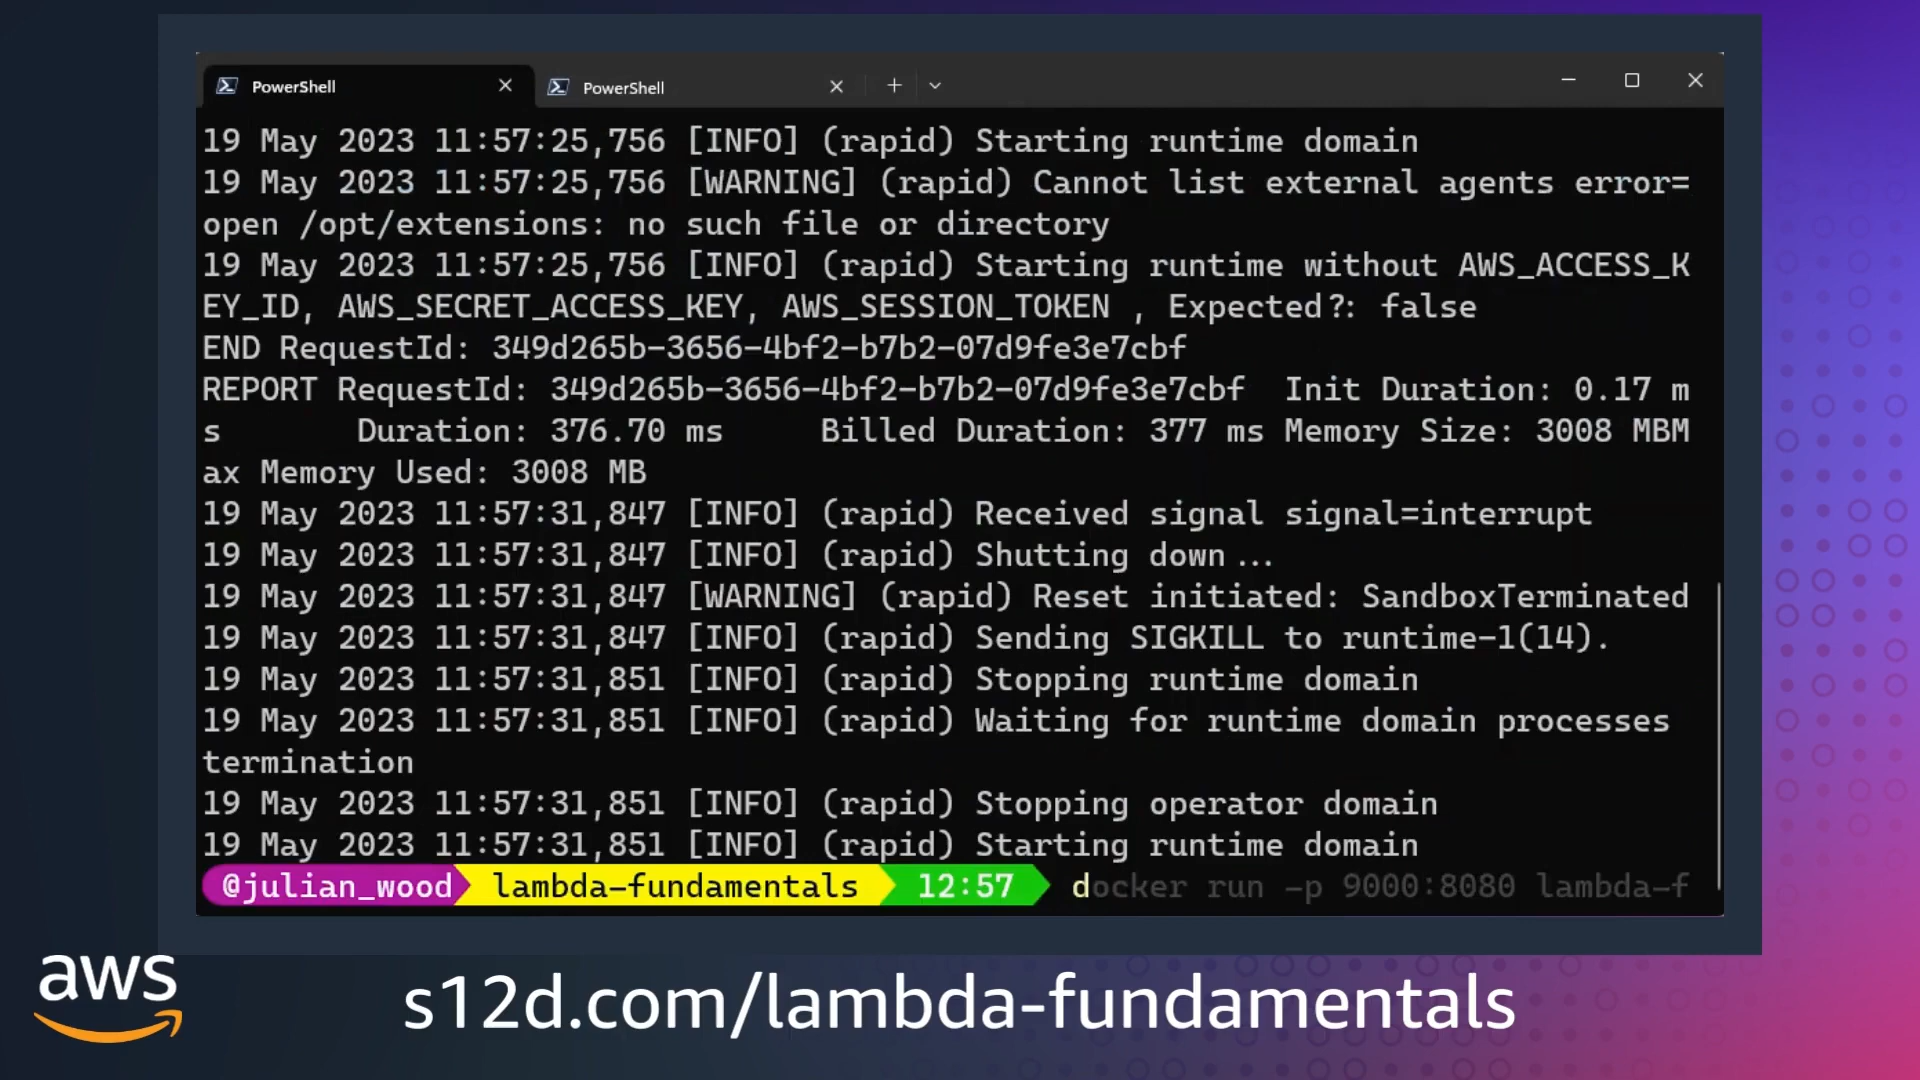 PowerShell
PowerShell
19 May 2023 11:57:25,756 [INFO] (rapid) Starting runtime domain
19 May 2023 11:57:25,756 [WARNING] (rapid) Cannot list external agents error=
open /opt/extensions: no such file or directory
19 May 2023 11:57:25,756 [INFO] (rapid) Starting runtime without AWS_ACCESS_K
EY_ID, AWS_SECRET_ACCESS_KEY, AWS_SESSION_TOKEN , Expected?: false
END RequestId: 349d265b-3656-4bf2-b7b2-07d9fe3e7cbf
REPORT RequestId: 349d265b-3656-4bf2-b7b2-07d9fe3e7cbf  Init Duration: 0.17 m
s       Duration: 376.70 ms     Billed Duration: 377 ms Memory Size: 3008 MBM
ax Memory Used: 3008 MB
19 May 2023 11:57:31,847 [INFO] (rapid) Received signal signal=interrupt
19 May 2023 11:57:31,847 [INFO] (rapid) Shutting down...
19 May 2023 11:57:31,847 [WARNING] (rapid) Reset initiated: SandboxTerminated
19 May 2023 11:57:31,847 [INFO] (rapid) Sending SIGKILL to runtime-1(14).
19 May 2023 11:57:31,851 [INFO] (rapid) Stopping runtime domain
19 May 2023 11:57:31,851 [INFO] (rapid) Waiting for runtime domain processes
termination
19 May 2023 11:57:31,851 [INFO] (rapid) Stopping operator domain
19 May 2023 11:57:31,851 [INFO] (rapid) Starting runtime domain
@julian_wood lambda-fundamentals 12:57 docker run -p 9000:8080 lambda-f
aws
s12d.com/lambda-fundamentals